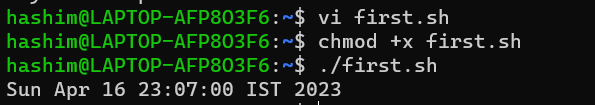 hashim@LAPTOP-AFP8O3F6:~$ vi first.sh
hashim@LAPTOP-AFP8O3F6:~$ chmod +x first.sh
hashim@LAPTOP-AFP8O3F6:~$ ./first.sh
Sun Apr 16 23:07:00 IST 2023